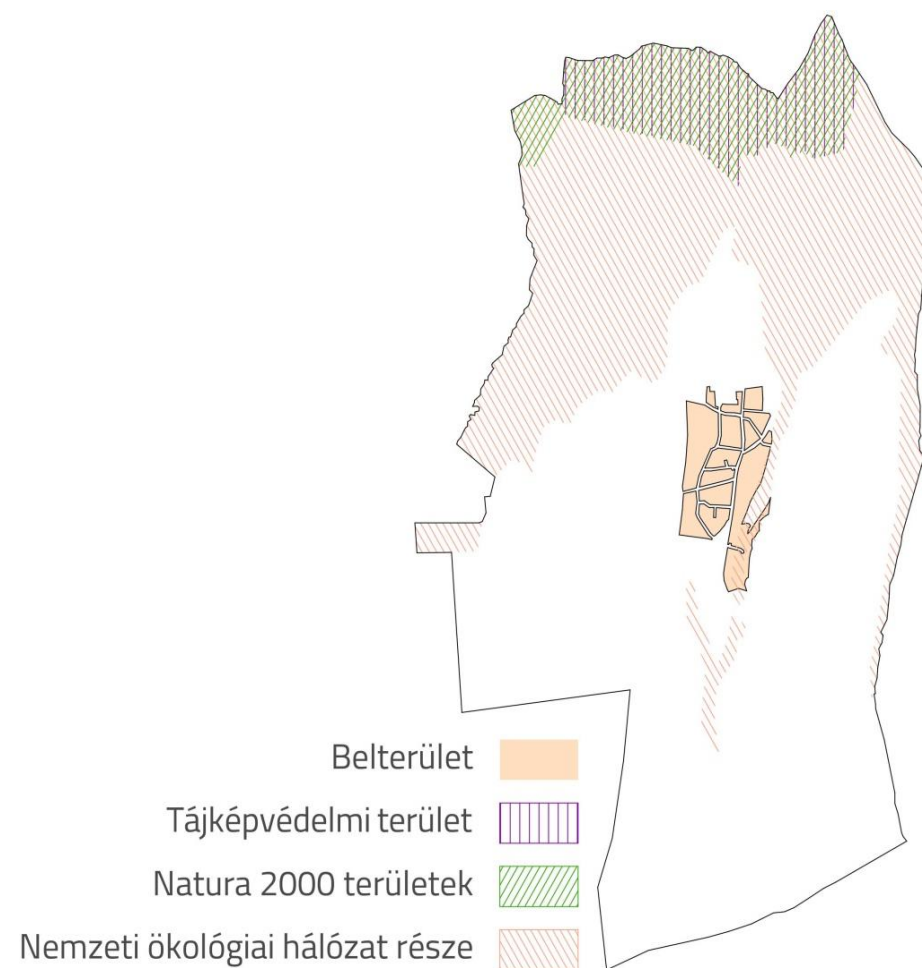 Belterület
Tájképvédelmi terület
Natura 2000 területek
Nemzeti ökológiai hálózat része